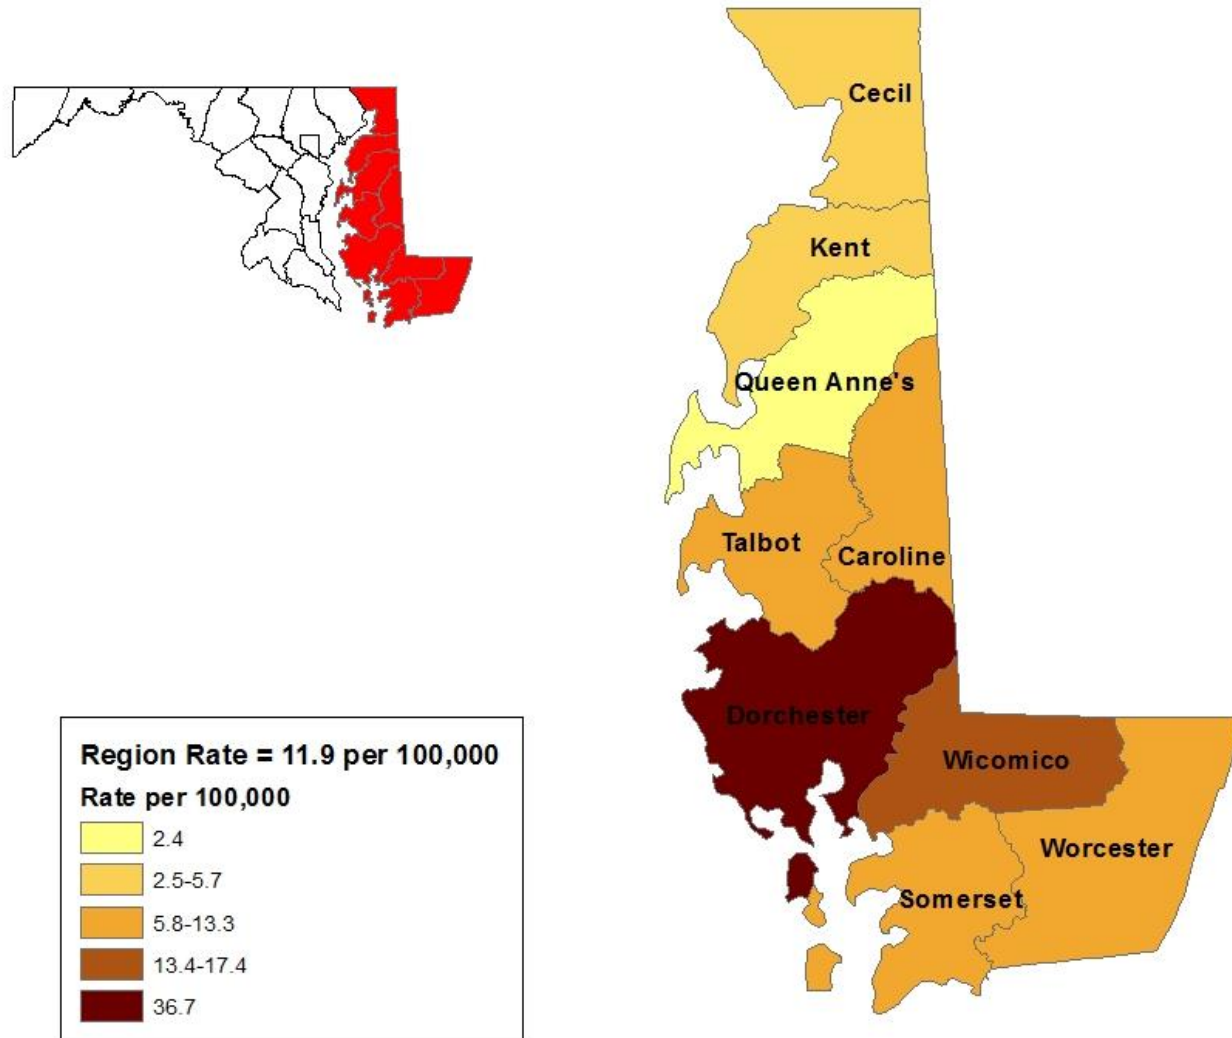 Cecil
Kent
Queen Anne's
Talbot
Caroline
Dorchester
Wicomico
Worcester
Somerset
Region Rate = 11.9 per 100,000
Rate per 100,000
2.4
2.5-5.7
5.8-13.3
13.4-17.4
36.7